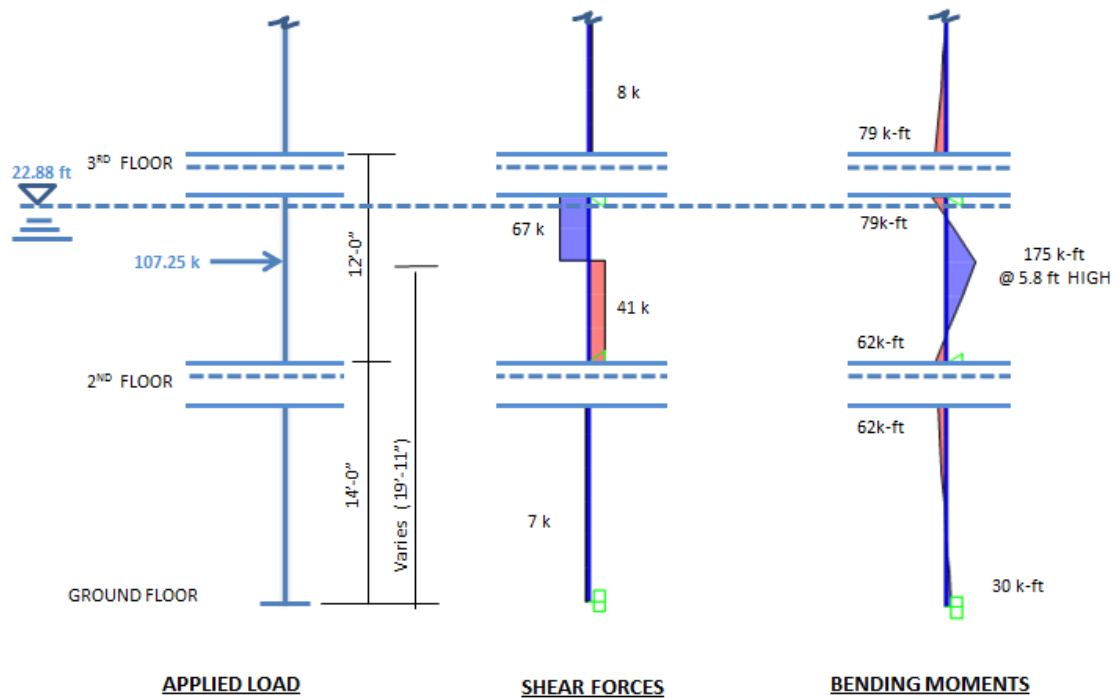 8 k
79 k-ft
3RD FLOOR
22.88 ft
67 k
79k-ft
107.25 k
12'-0"
175 k-ft
@ 5.8 ft HIGH
41 k
62k-ft
2ND FLOOR
62k-ft
14'-0"
Varies ( 19'-11")
7 k
30 k-ft
GROUND FLOOR
APPLIED LOAD
SHEAR FORCES
BENDING MOMENTS